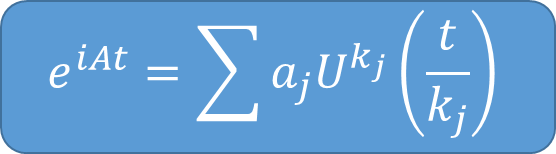 e^{iAt} = \sum a_j U^{k_j} \left( \frac{t}{k_j} \right)